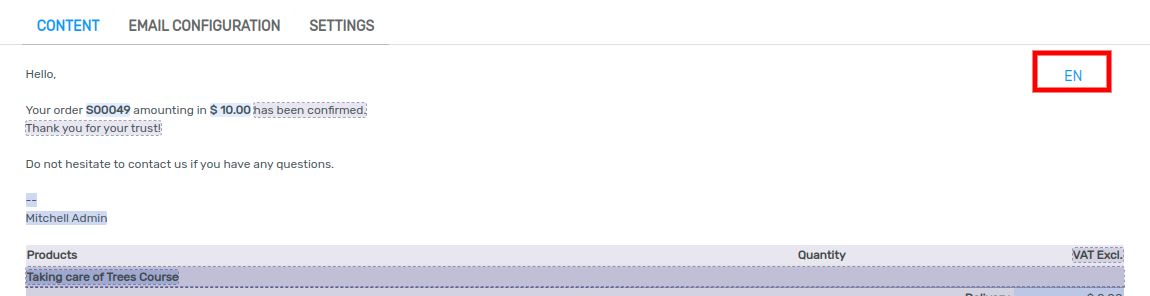 CONTENT EMAIL CONFIGURATION SETTINGS
Hello,
EN
Your order S00049 amounting in $ 10.00 has been confirmed.
Thank you for your trust!
Do not hesitate to contact us if you have any questions.
--
Mitchell Admin
Products Quantity VAT Excl.
Taking care of Trees Course